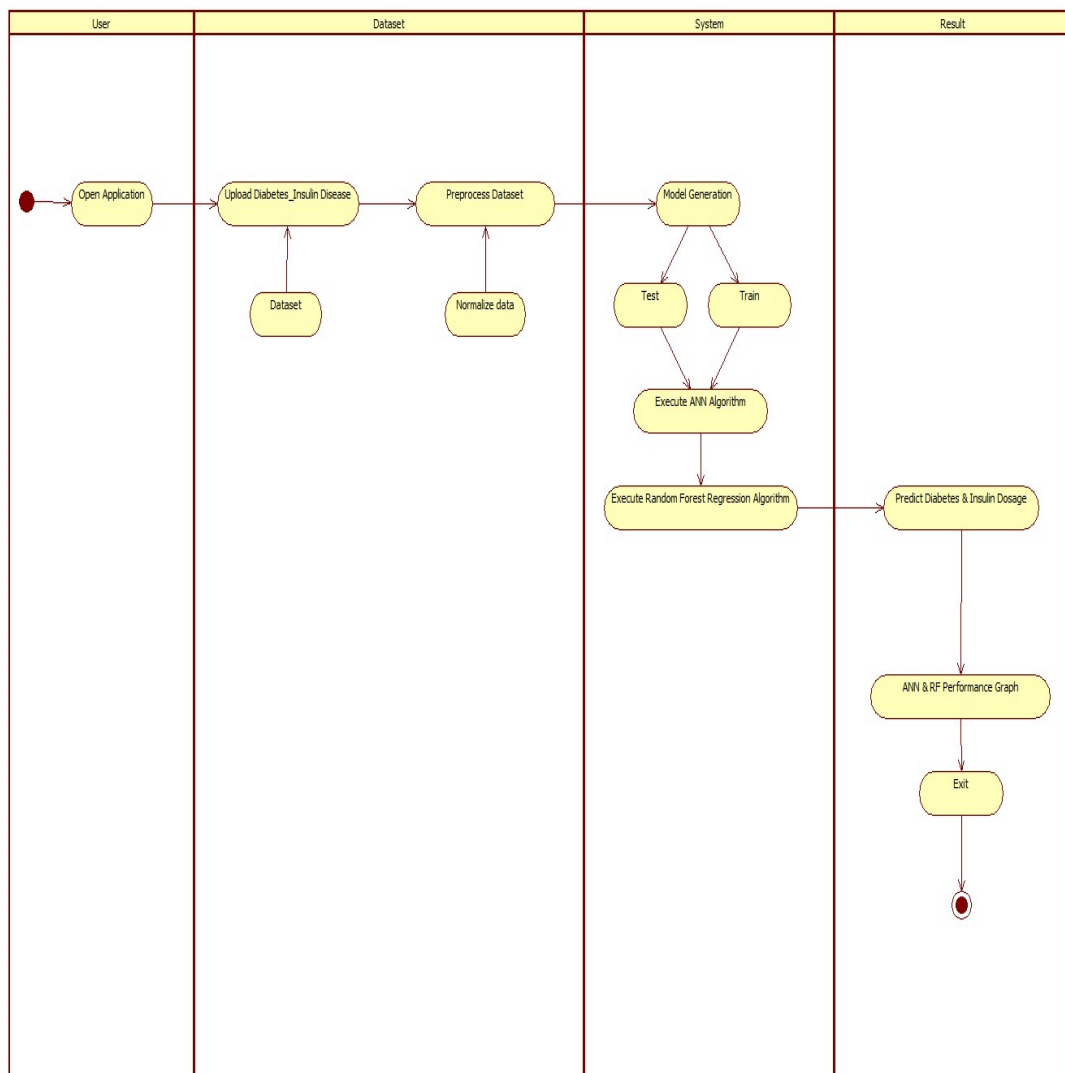 User
Dataset
System
Result
Open Application
Upload Diabetes_Insulin Disease
Preprocess Dataset
Model Generation
Dataset
Normalize data
Test
Train
Execute ANN Algorithm
Execute Random Forest Regression Algorithm
Predict Diabetes & Insulin Dosage
ANN & RF Performance Graph
Exit